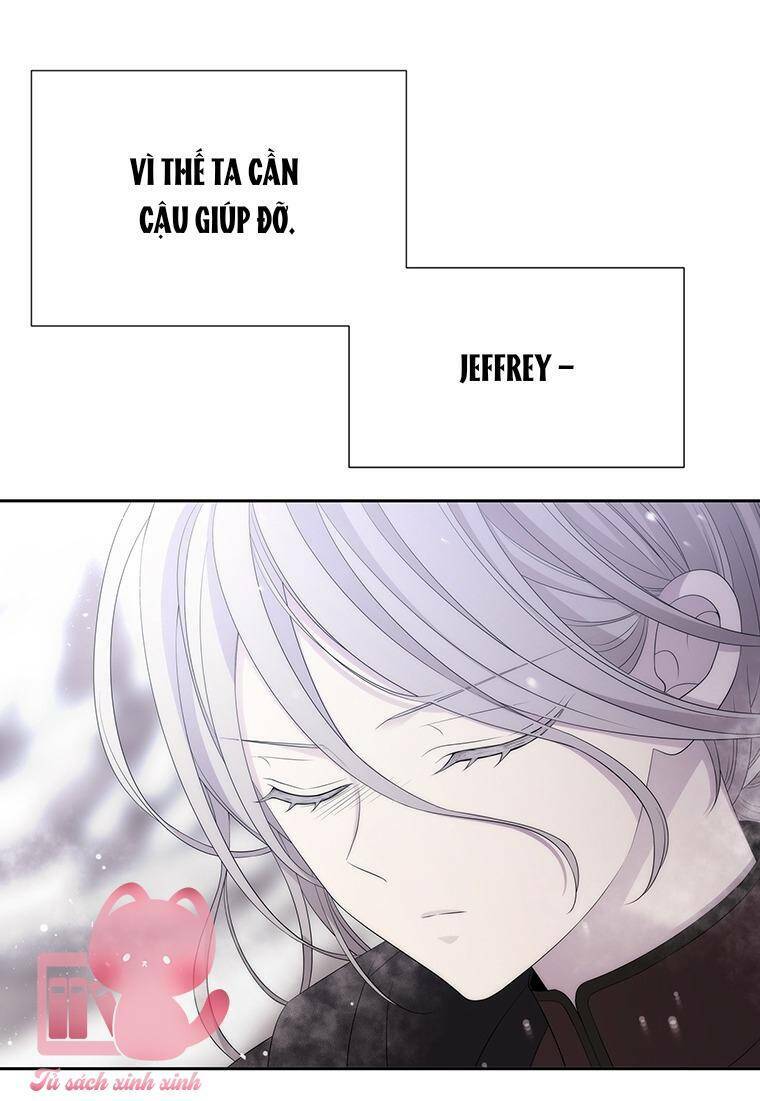 VÌ THẾ TA CẦN
CẬU GIÚP ĐỠ.
JEFFREY –
Tủ sách xinh xinh